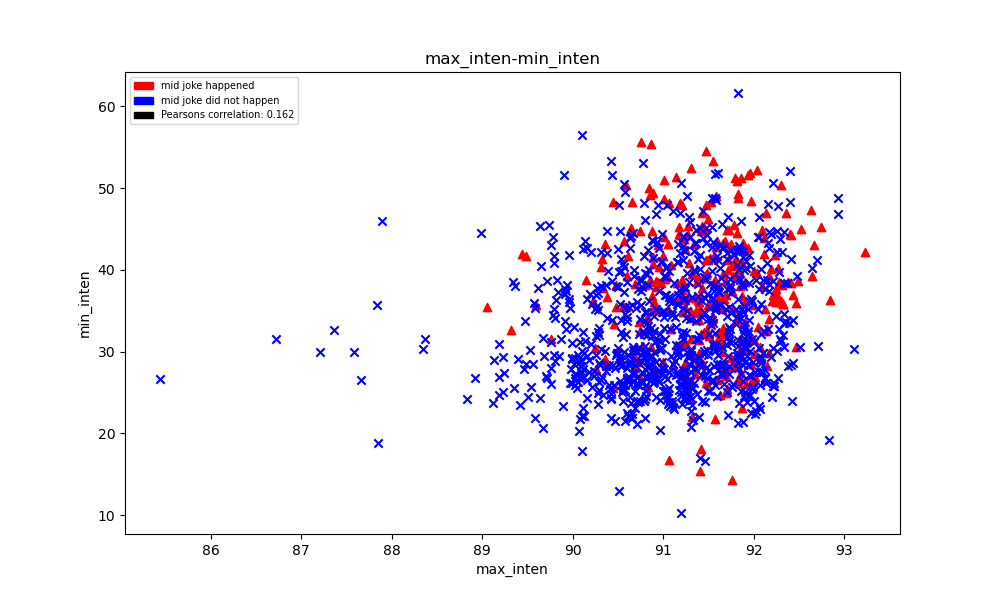 max_inten-min_inten
mid joke happened
mid joke did not happen
Pearsons correlation: 0.162
60
50
40
30
20
10
min_inten
86 87 88 89 90 91 92 93
max_inten